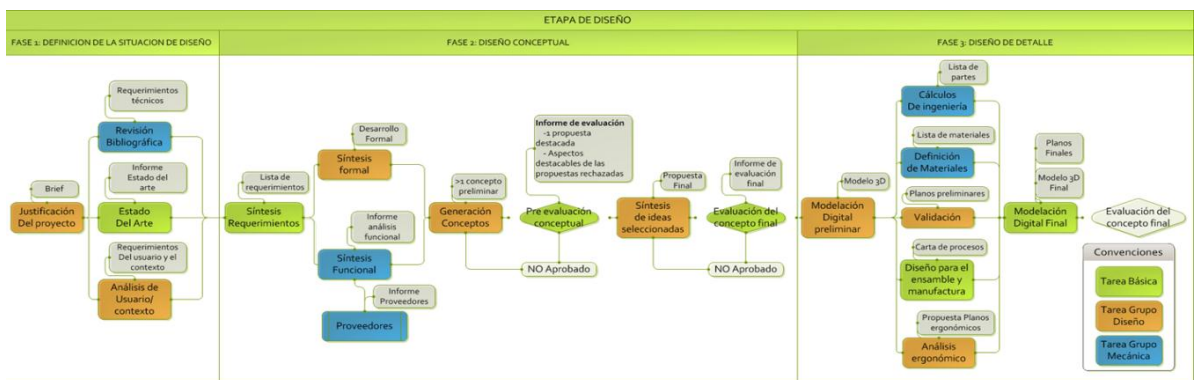 ETAPA DE DISEÑO
FASE 1: DEFINICION DE LA SITUACION DE DISEÑO
FASE 2: DISEÑO CONCEPTUAL
FASE 3: DISEÑO DE DETALLE
Brief
Justificación
Del proyecto
Requerimientos
técnicos
Revisión
Bibliográfica
Informe
Estado del
arte
Estado
Del Arte
Requerimientos
Del usuario y el
contexto
Análisis de
Usuario/
contexto
Lista de
requerimientos
Síntesis
Requerimientos
Desarrollo
Formal
Síntesis
formal
Informe
análisis
funcional
Síntesis
Funcional
Informe
Proveedores
Proveedores
>1 concepto
preliminar
Generación
Conceptos
Informe de evaluación
-1 propuesta
destacada
- Aspectos
destacables de las
propuestas rechazadas
Pre evaluación
conceptual
NO Aprobado
Propuesta
Final
Síntesis
de ideas
seleccionadas
Informe de
evaluación
final
Evaluación del
concepto final
NO Aprobado
Modelo 3D
Modelación
Digital
preliminar
Lista de
partes
Cálculos
De ingeniería
Lista de materiales
Definición
de Materiales
Planos preliminares
Validación
Carta de procesos
Diseño para el
ensamble y
manufactura
Propuesta Planos
ergonómicos
Análisis
ergonómico
Planos
Finales
Modelo 3D
Final
Modelación
Digital Final
Evaluación del
concepto final
Convenciones
Tarea Básica
Tarea Grupo
Diseño
Tarea Grupo
Mecánica